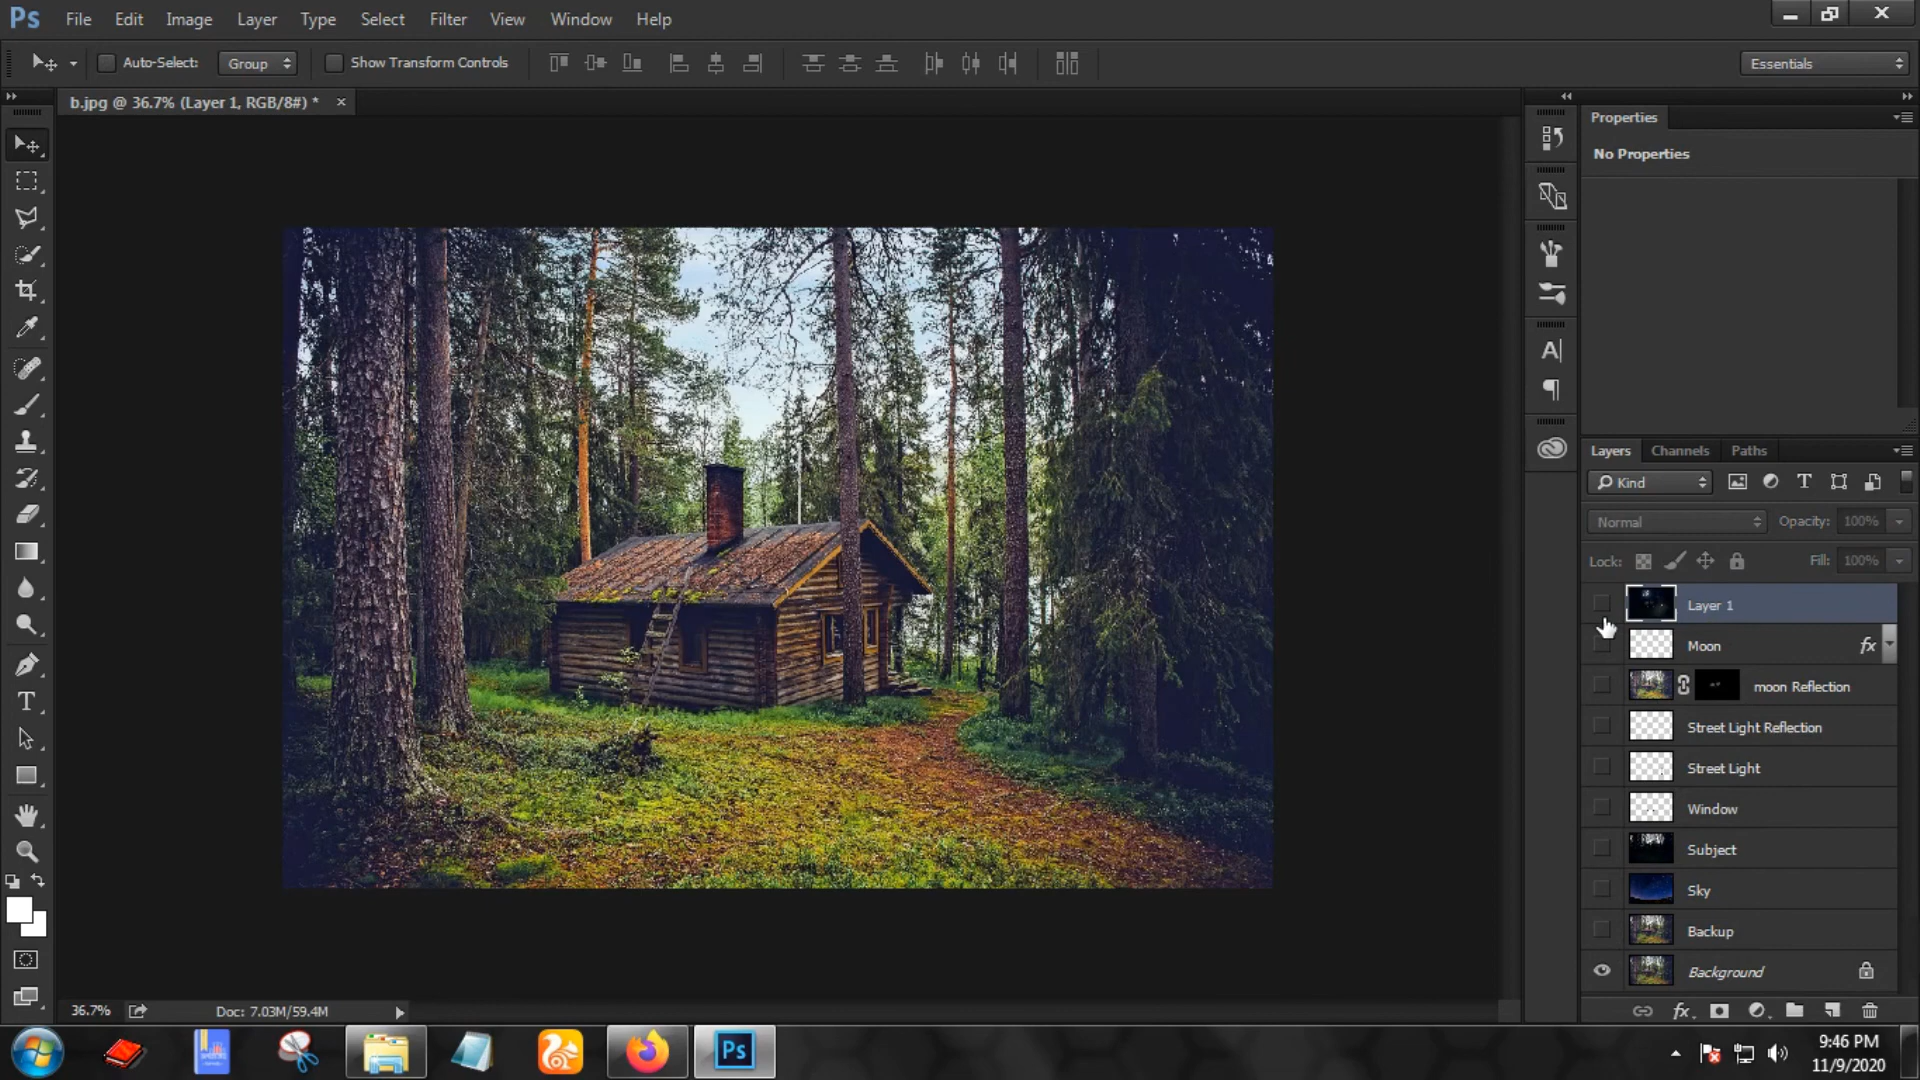 Ps File Edit Image Layer Type Select Filter View Window Help
Auto-Select: Group Show Transform Controls Essentials
b.jpg @ 36.7% (Layer 1, RGB/8#) * ×
Properties
No Properties
Layers Channels Paths
Kind
Normal Opacity: 100%
Lock: Fill: 100%
Layer 1
Moon fx
moon Reflection
Street Light Reflection
Street Light
Window
Subject
Sky
Backup
Background
36.7% Doc: 7.03M/59.4M
fx
Ps
9:46 PM
11/9/2020